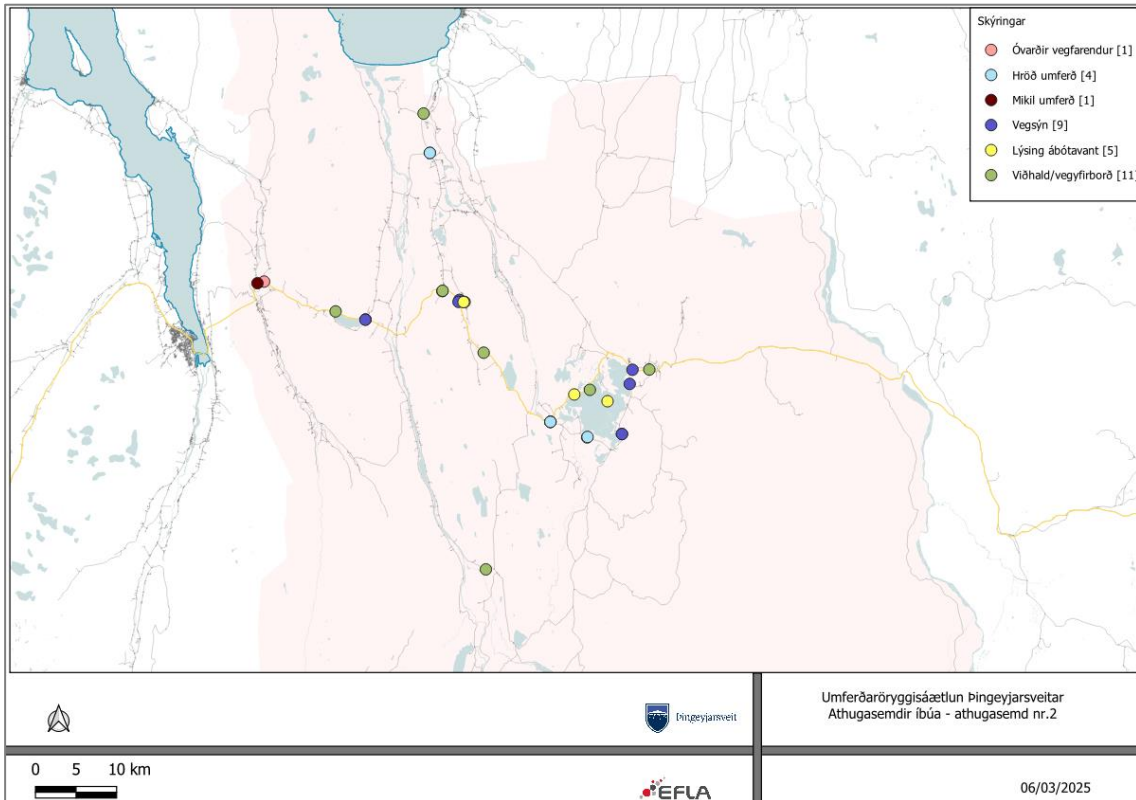 Skýringar
Óvarðir vegfarendur [1]
Hröð umferð [4]
Mikil umferð [1]
Vegsýn [9]
Lýsing ábótavant [5]
Viðhald/vegyfirborð [11]
Þingeyjarsveit
Umferðaröryggisáætlun Þingeyjarsveitar
Athugasemdir íbúa - athugasemd nr.2
0 5 10 km
EFLA
06/03/2025